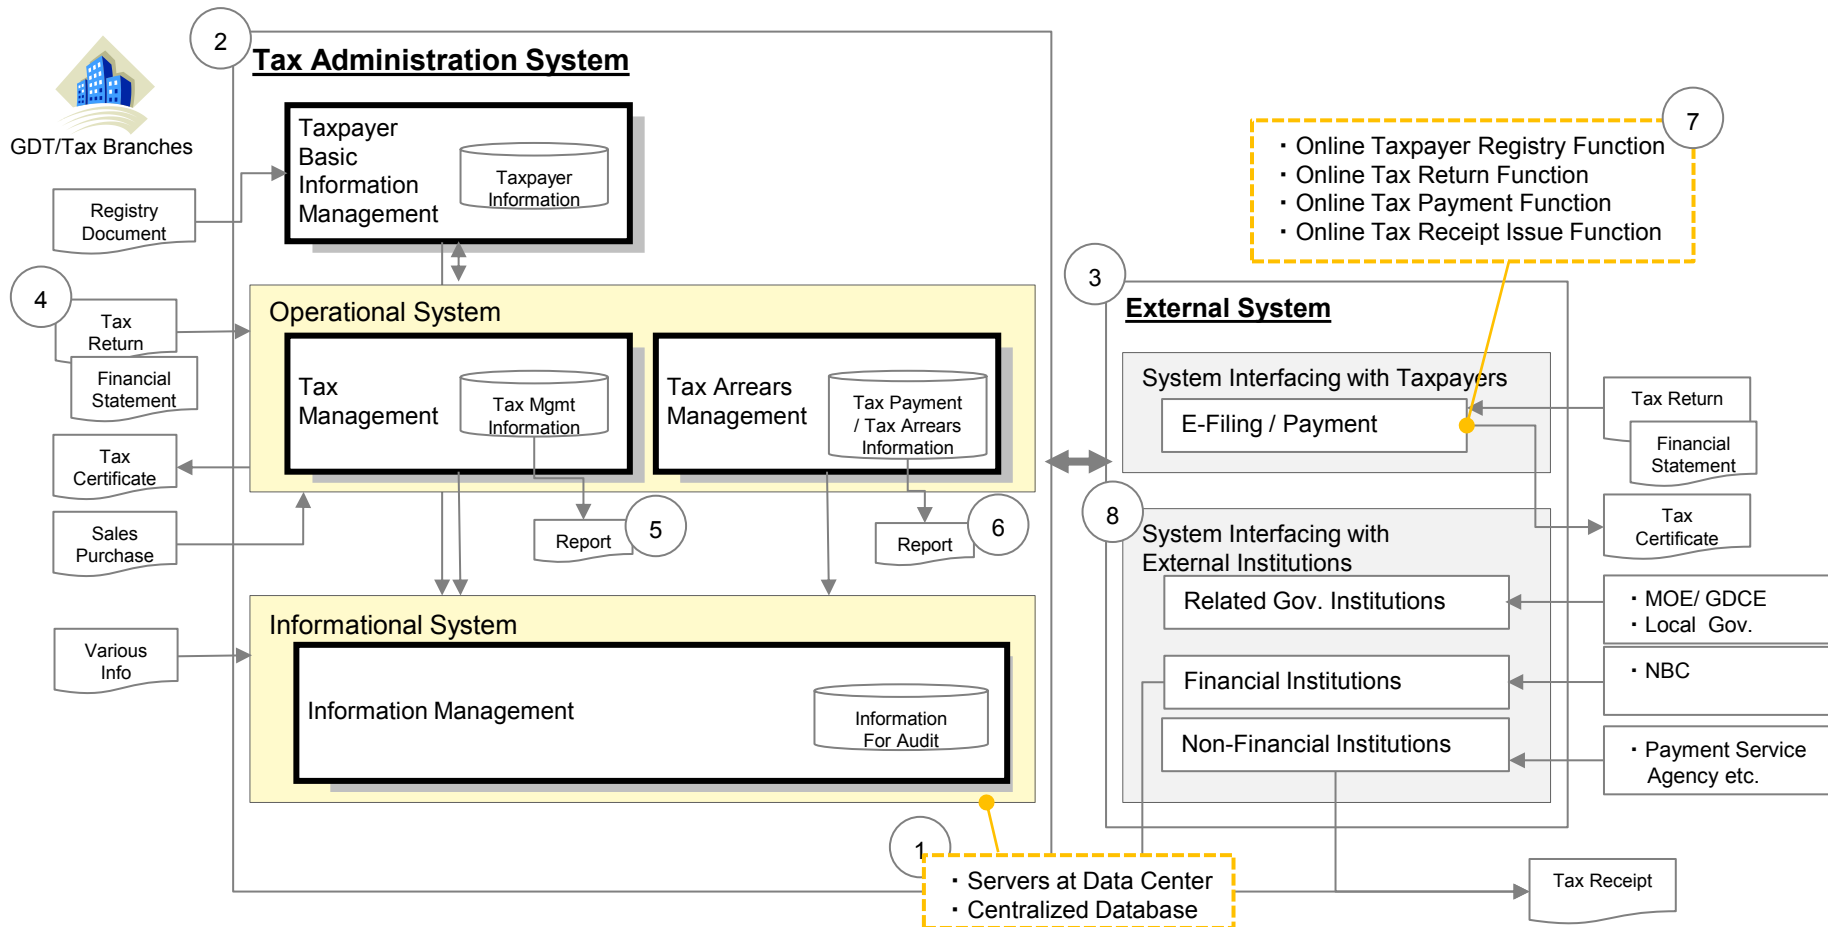 2
Tax Administration System
GDT/Tax Branches
Taxpayer
Basic
Information
Management
Taxpayer
Information
Registry
Document
7
・Online Taxpayer Registry Function
・Online Tax Return Function
・Online Tax Payment Function
・Online Tax Receipt Issue Function
4
Tax
Return
Financial
Statement
Operational System
Tax
Management
Tax Mgmt
Information
Tax Arrears
Management
Tax Payment
/ Tax Arrears
Information
Tax
Certificate
Sales
Purchase
Report
5
Report
6
3
External System
System Interfacing with Taxpayers
E-Filing / Payment
Tax Return
Financial
Statement
Tax
Certificate
8
System Interfacing with
External Institutions
Related Gov. Institutions
・MOE/ GDCE
・Local Gov.
Financial Institutions
・NBC
Non-Financial Institutions
・Payment Service
Agency etc.
Various
Info
Informational System
Information Management
Information
For Audit
1
・Servers at Data Center
・Centralized Database
Tax Receipt